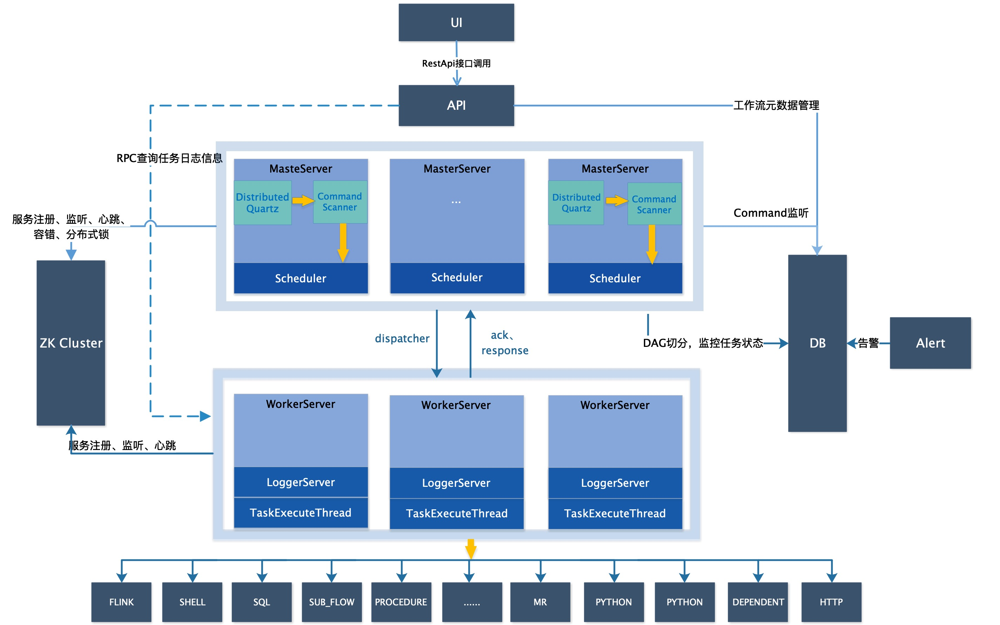 UI
RestApi接口调用
API
工作流元数据管理
RPC查询任务日志信息
MasteServer
MasterServer
MasterServer
Distributed
Quartz
Command
Scanner
...
Distributed
Quartz
Command
Scanner
Scheduler
Scheduler
Scheduler
服务注册、监听、心跳、
容错、分布式锁
Command监听
ZK Cluster
dispatcher
ack、
response
DAG切分，监控任务状态
DB
告警
Alert
WorkerServer
WorkerServer
WorkerServer
服务注册、监听、心跳
LoggerServer
LoggerServer
LoggerServer
TaskExecuteThread
TaskExecuteThread
TaskExecuteThread
FLINK
SHELL
SQL
SUB_FLOW
PROCEDURE
......
MR
PYTHON
PYTHON
DEPENDENT
HTTP